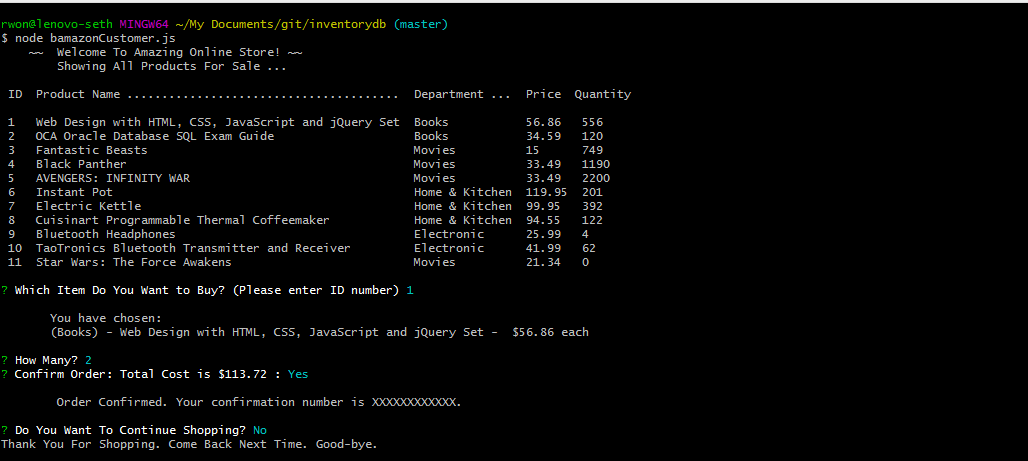 rwon@lenovo-seth MINGW64 ~/My Documents/git/inventorydb (master)
$ node bamazonCustomer.js
~~ Welcome To Amazing Online Store! ~~
Showing All Products For Sale ...
ID Product Name ....................................... Department ... Price Quantity
1 Web Design with HTML, CSS, JavaScript and jQuery Set Books 56.86 556
2 OCA Oracle Database SQL Exam Guide Books 34.59 120
3 Fantastic Beasts Movies 15 749
4 Black Panther Movies 33.49 1190
5 AVENGERS: INFINITY WAR Movies 33.49 2200
6 Instant Pot Home & Kitchen 119.95 201
7 Electric Kettle Home & Kitchen 99.95 392
8 Cuisinart Programmable Thermal Coffeemaker Home & Kitchen 94.55 122
9 Bluetooth Headphones Electronic 25.99 4
10 TaoTronics Bluetooth Transmitter and Receiver Electronic 41.99 62
11 Star Wars: The Force Awakens Movies 21.34 0
? Which Item Do You Want to Buy? (Please enter ID number) 1
You have chosen:
(Books) - Web Design with HTML, CSS, JavaScript and jQuery Set - $56.86 each
? How Many? 2
? Confirm Order: Total Cost is $113.72 : Yes
Order Confirmed. Your confirmation number is XXXXXXXXXXXX.
? Do You Want To Continue Shopping? No
Thank You For Shopping. Come Back Next Time. Good-bye.